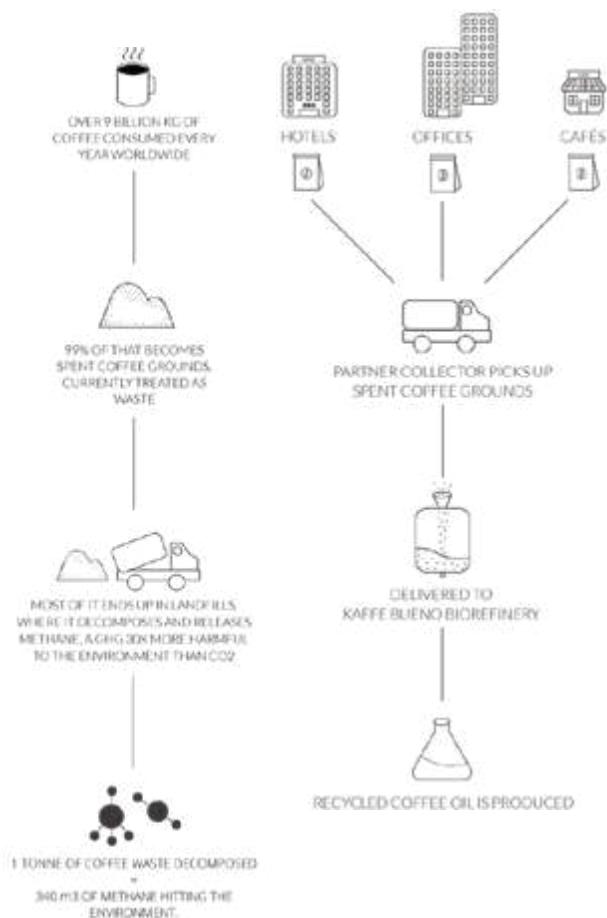 OVER 9 BILLION KG OF
COFFEE CONSUMED EVERY
YEAR WORLDWIDE
99% OF THAT BECOMES
SPENT COFFEE GROUNDS,
CURRENTLY TREATED AS
WASTE
MOST OF IT ENDS UP IN LANDFILLS,
WHERE IT DECOMPOSES AND RELEASES
METHANE, A GHG 30X MORE HARMFUL
TO THE ENVIRONMENT THAN CO2
1 TONNE OF COFFEE WASTE DECOMPOSED
=
340 m3 OF METHANE HITTING THE
ENVIRONMENT.
HOTELS
OFFICES
CAFÉS
PARTNER COLLECTOR PICKS UP
SPENT COFFEE GROUNDS
DELIVERED TO
KAFFE BUENO BIOREFINERY
RECYCLED COFFEE OIL IS PRODUCED